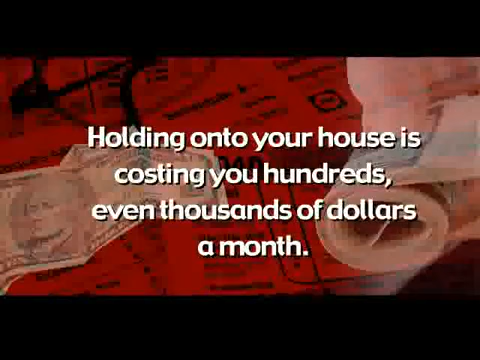 Holding onto your house is
costing you hundreds,
even thousands of dollars
a month.